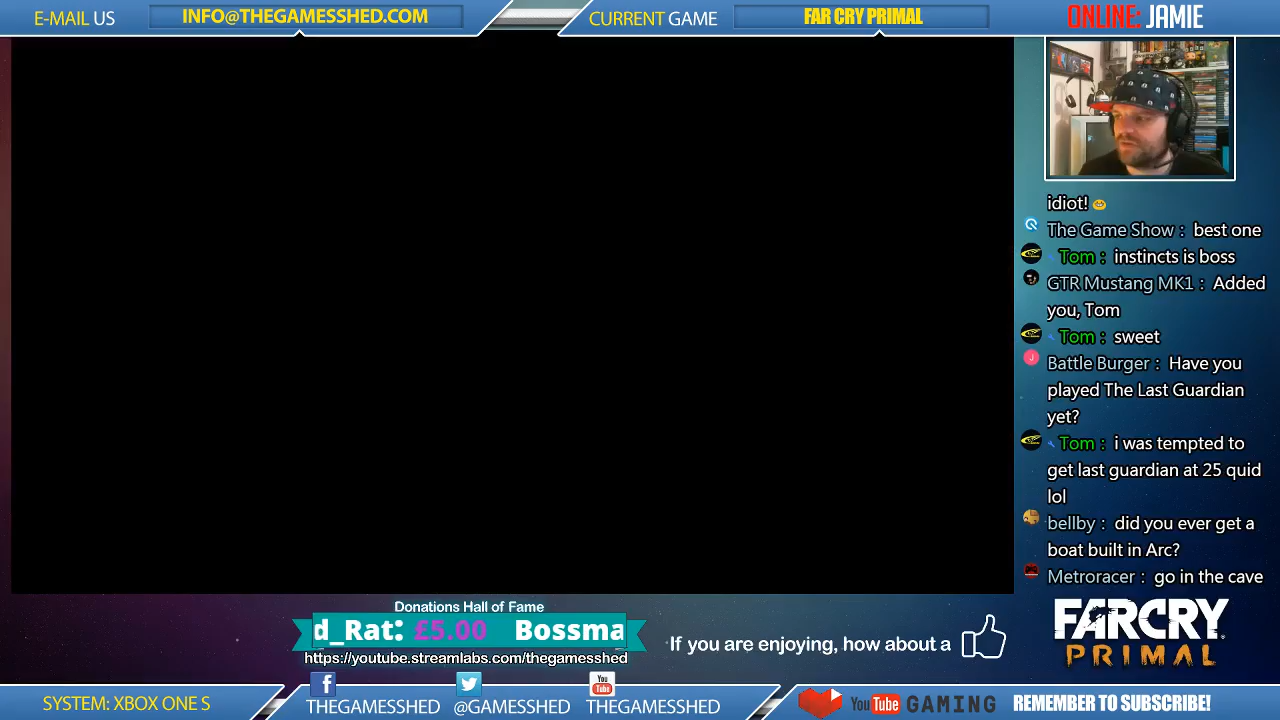 E-MAIL US
INFO@THEGAMESSHED.COM
CURRENT GAME
FAR CRY PRIMAL
ONLINE: JAMIE
idiot!
The Game Show : best one
Tom : instincts is boss
GTR Mustang MK1 : Added
you, Tom
Tom : sweet
Battle Burger : Have you
played The Last Guardian
yet?
Tom : i was tempted to
get last guardian at 25 quid
lol
bellby : did you ever get a
boat built in Arc?
Metroracer : go in the cave
Donations Hall of Fame
d_Rat: £5.00 Bossma
https://youtube.streamlabs.com/thegamesshed
If you are enjoying, how about a
FARCRY
PRIMAL
SYSTEM: XBOX ONE S
THEGAMESSHED
@GAMESSHED
You
Tube
THEGAMESSHED
YouTube GAMING
REMEMBER TO SUBSCRIBE!